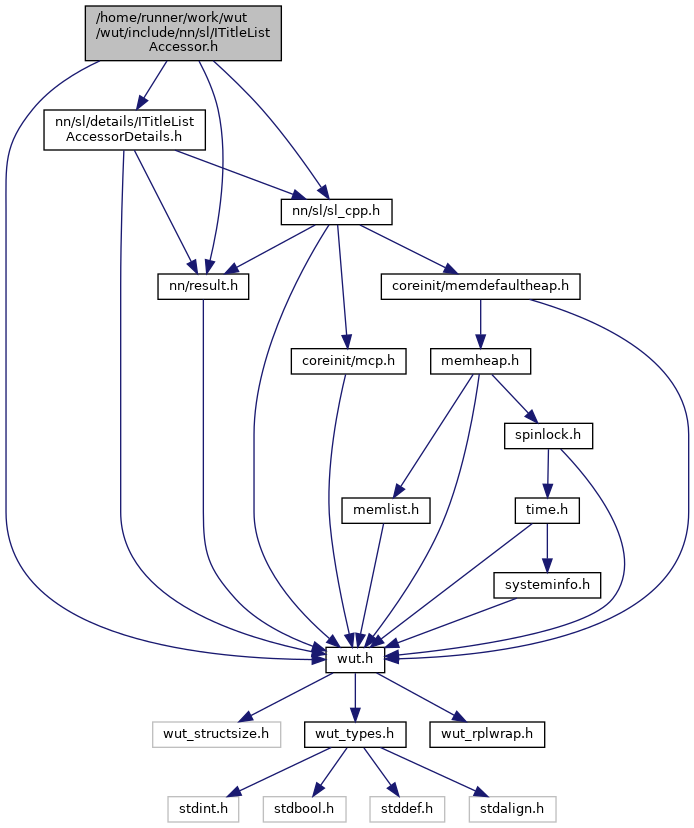 /home/runner/work/wut
/wut/include/nn/sl/ITitleList
Accessor.h
nn/sl/details/ITitleList
AccessorDetails.h
nn/sl/sl_cpp.h
nn/result.h
coreinit/memdefaultheap.h
coreinit/mcp.h
memheap.h
spinlock.h
memlist.h
time.h
systeminfo.h
wut.h
wut_structsize.h
wut_types.h
wut_rplwrap.h
stdint.h
stdbool.h
stddef.h
stdalign.h